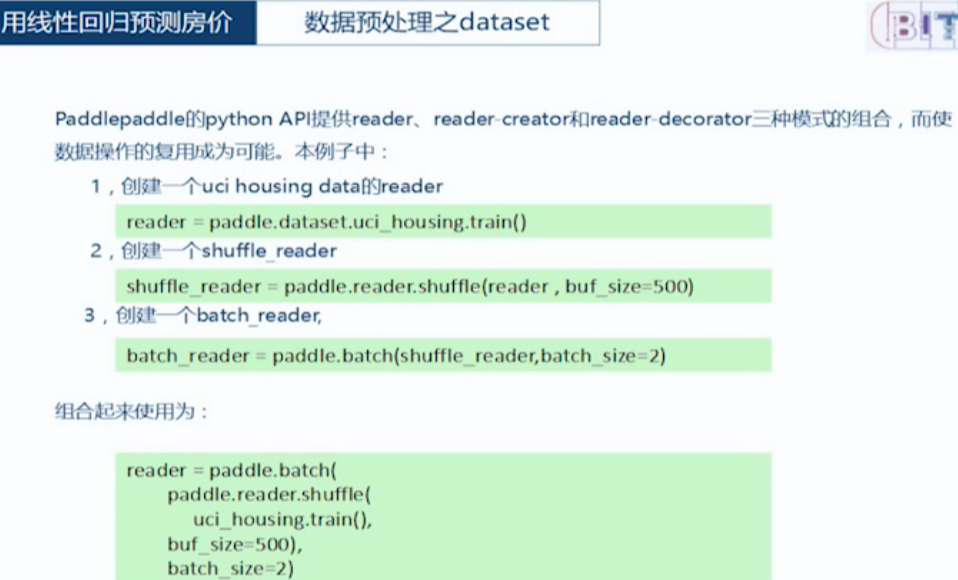 用线性回归预测房价
数据预处理之dataset
BIT
Paddlepaddle的python API提供reader、reader-creator和reader-decorator三种模式的组合，而使
数据操作的复用成为可能。本例子中：
1，创建一个uci housing data的reader
reader = paddle.dataset.uci_housing.train()
2，创建一个shuffle_reader
shuffle_reader = paddle.reader.shuffle(reader , buf_size=500)
3，创建一个batch_reader,
batch_reader = paddle.batch(shuffle_reader,batch_size=2)
组合起来使用为：
reader = paddle.batch(
paddle.reader.shuffle(
uci_housing.train(),
buf_size=500),
batch_size=2)